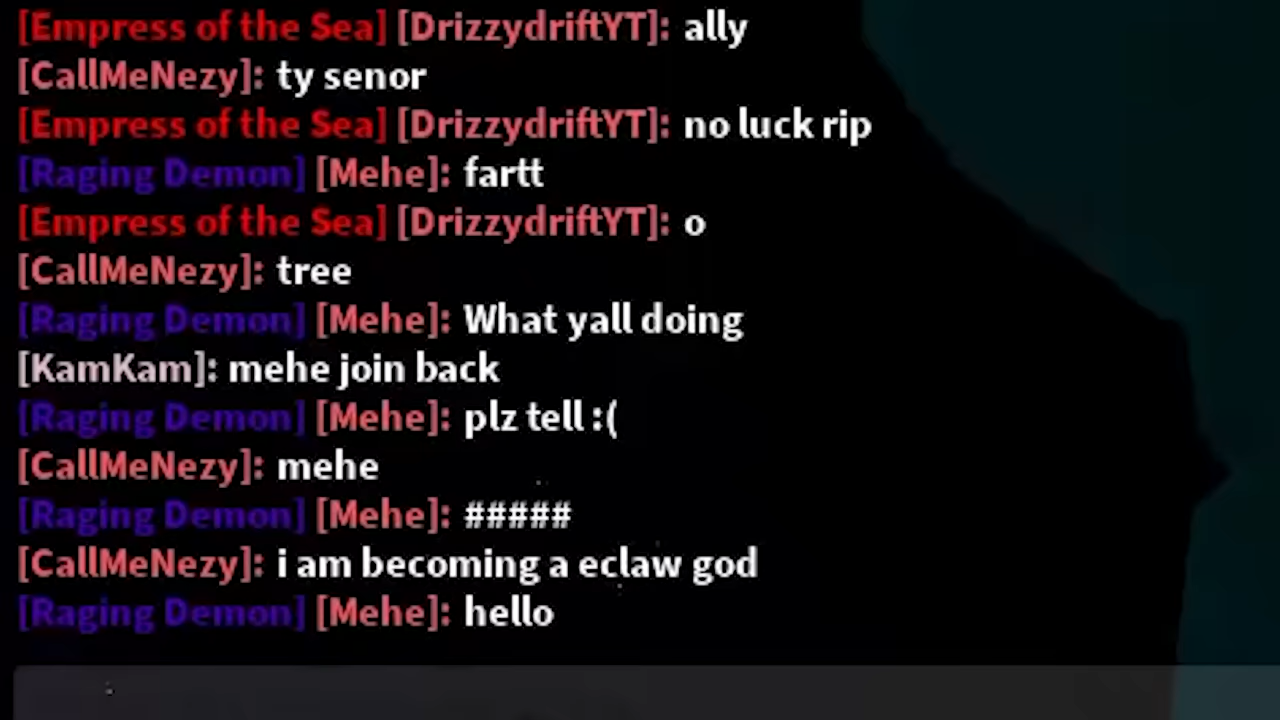 [Empress of the Sea] [DrizzydriftYT]: ally
[CallMeNezy]: ty senor
[Empress of the Sea] [DrizzydriftYT]: no luck rip
[Raging Demon] [Mehe]: fartt
[Empress of the Sea] [DrizzydriftYT]: o
[CallMeNezy]: tree
[Raging Demon] [Mehe]: What yall doing
[KamKam]: mehe join back
[Raging Demon] [Mehe]: plz tell :(
[CallMeNezy]: mehe
[Raging Demon] [Mehe]: #####
[CallMeNezy]: i am becoming a eclaw god
[Raging Demon] [Mehe]: hello